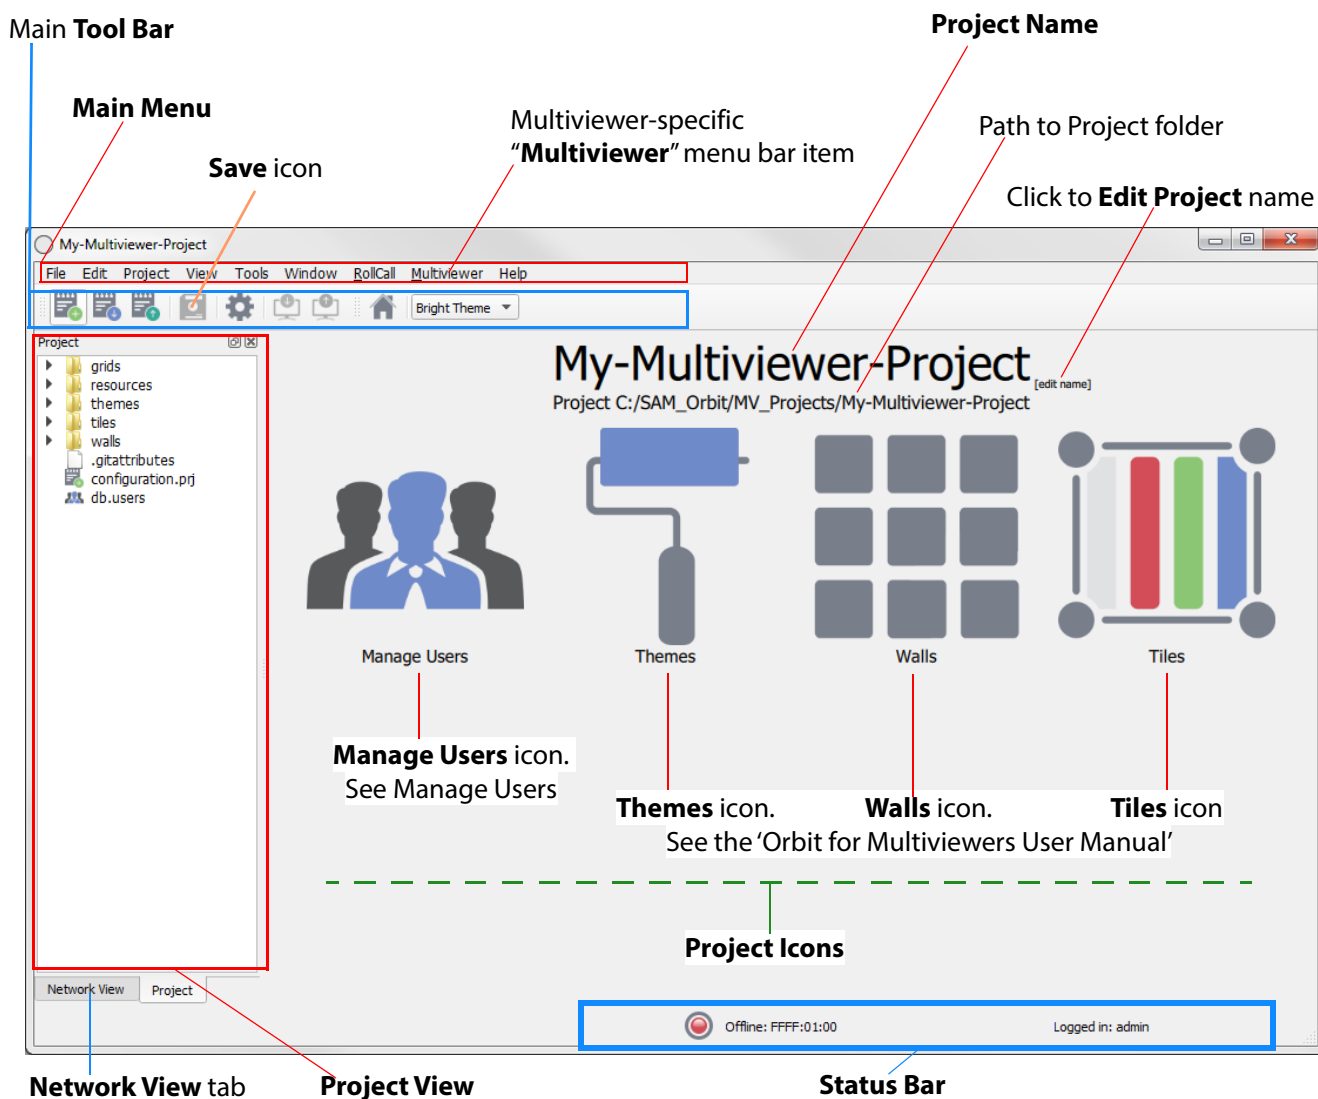 Main Tool Bar
Project Name
Main Menu
Multiviewer-specific
“Multiviewer” menu bar item
Path to Project folder
Save icon
Click to Edit Project name
My-Multiviewer-Project
File Edit Project View Tools Window RollCall Multiviewer Help
Bright Theme
Project
grids
resources
themes
tiles
walls
.gitattributes
configuration.prj
db.users
My-Multiviewer-Project
[edit name]
Project C:/SAM_Orbit/MV_Projects/My-Multiviewer-Project
Manage Users
Themes
Walls
Tiles
Manage Users icon.
See Manage Users
Themes icon.
Walls icon.
Tiles icon
See the ‘Orbit for Multiviewers User Manual’
Project Icons
Network View
Project
Offline: FFFF:01:00
Logged in: admin
Network View tab
Project View
Status Bar